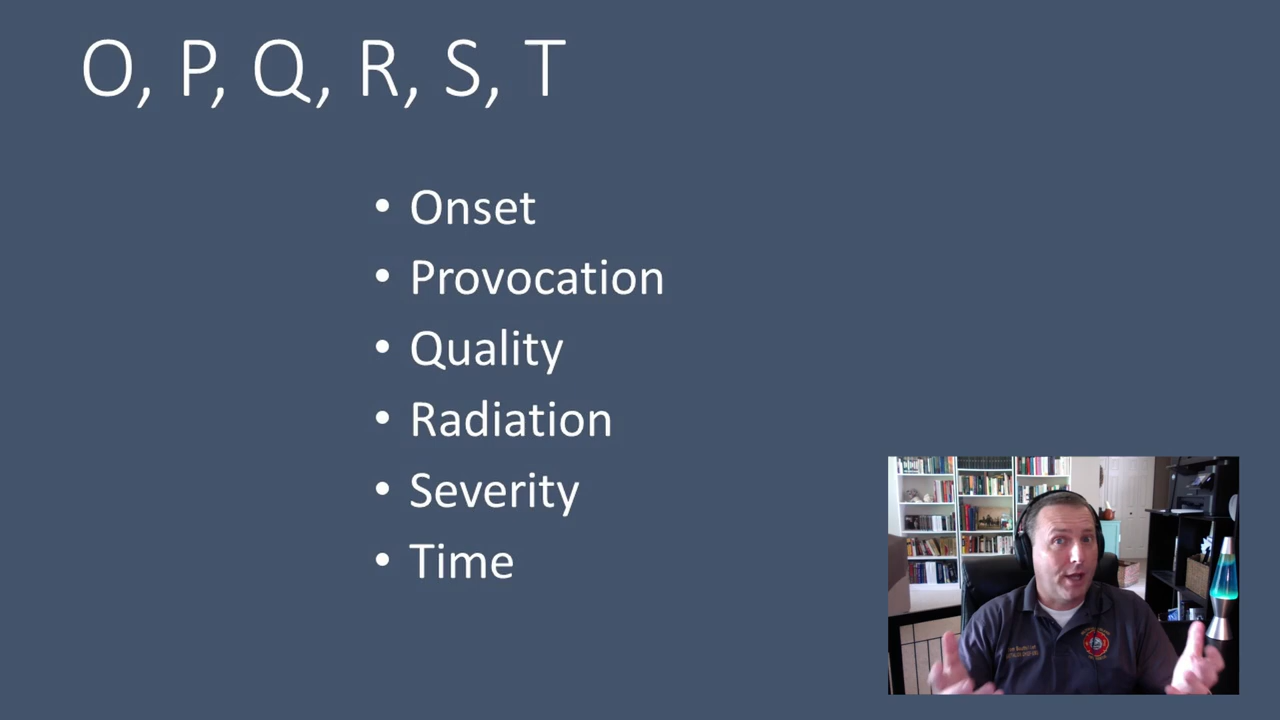 O, P, Q, R, S, T
• Onset
• Provocation
• Quality
• Radiation
• Severity
• Time